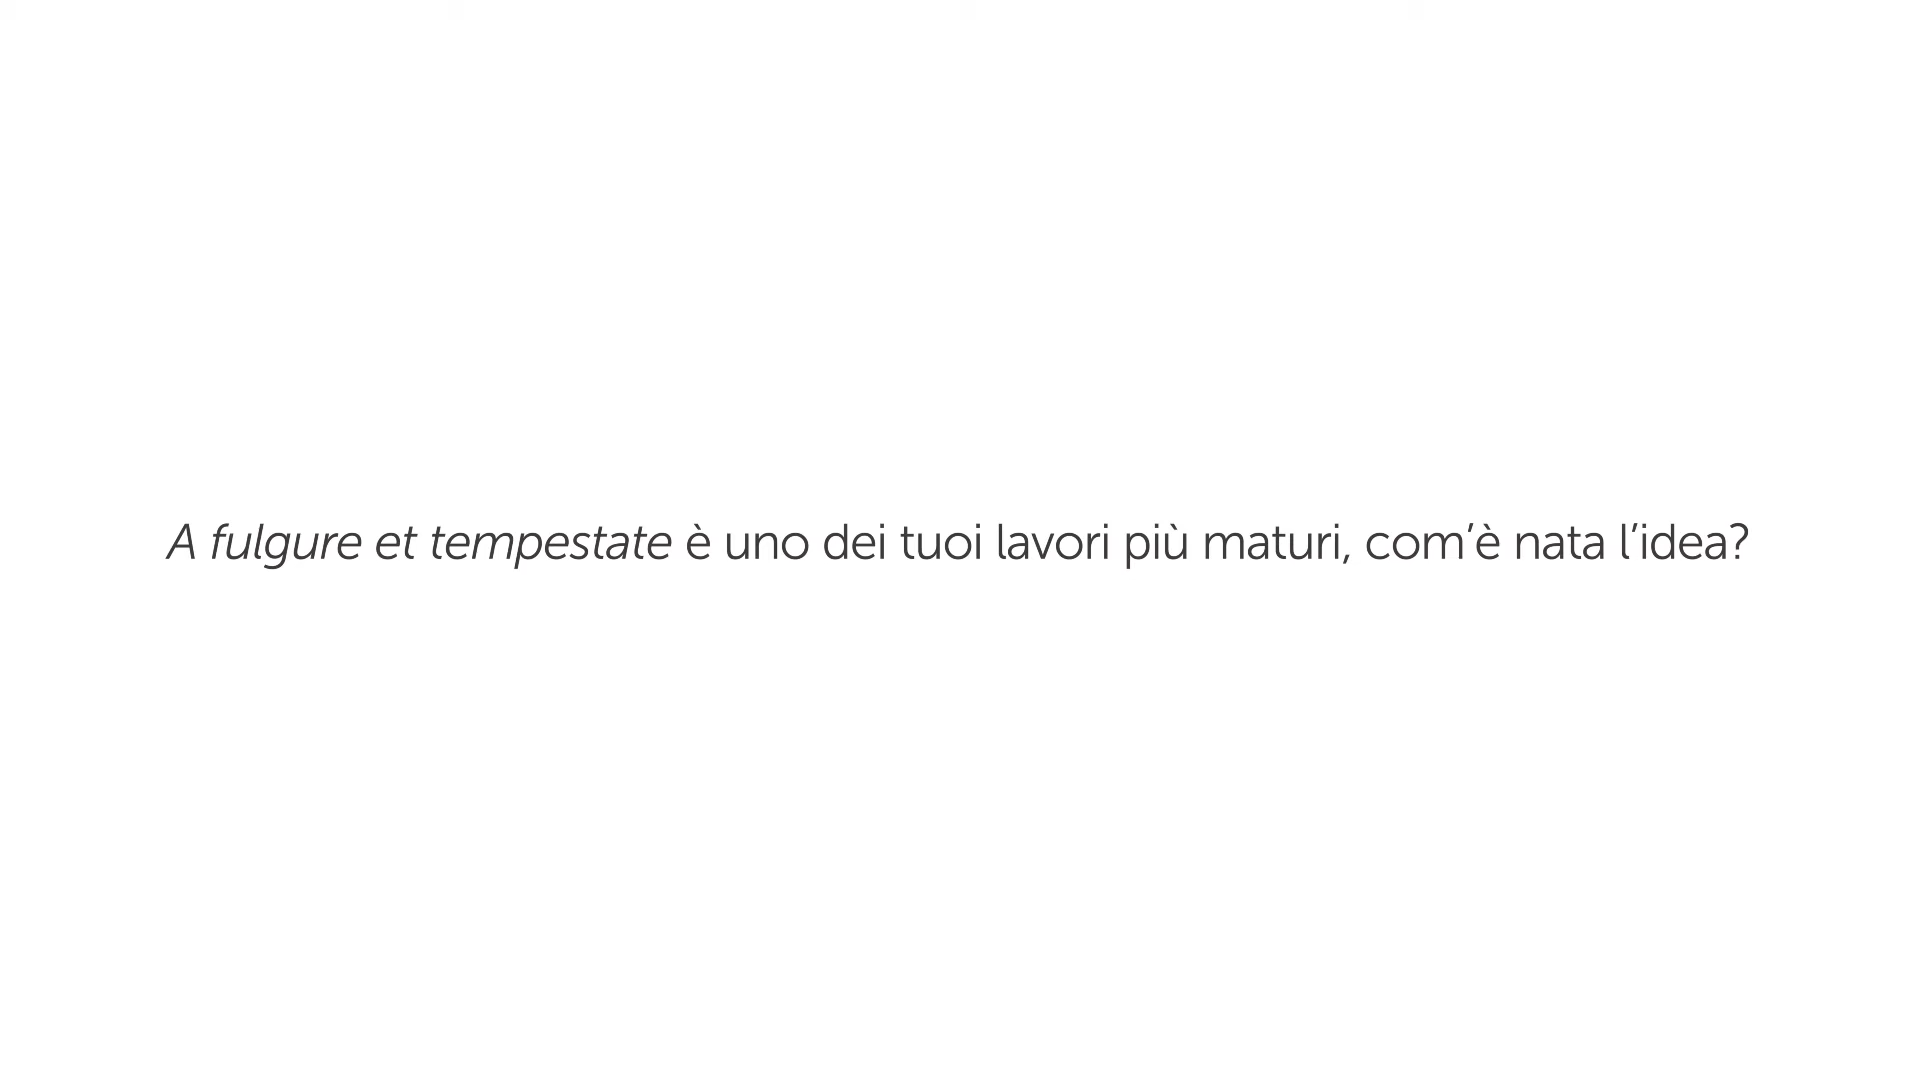 A fulgure et tempestate è uno dei tuoi lavori più maturi, com’è nata l’idea?